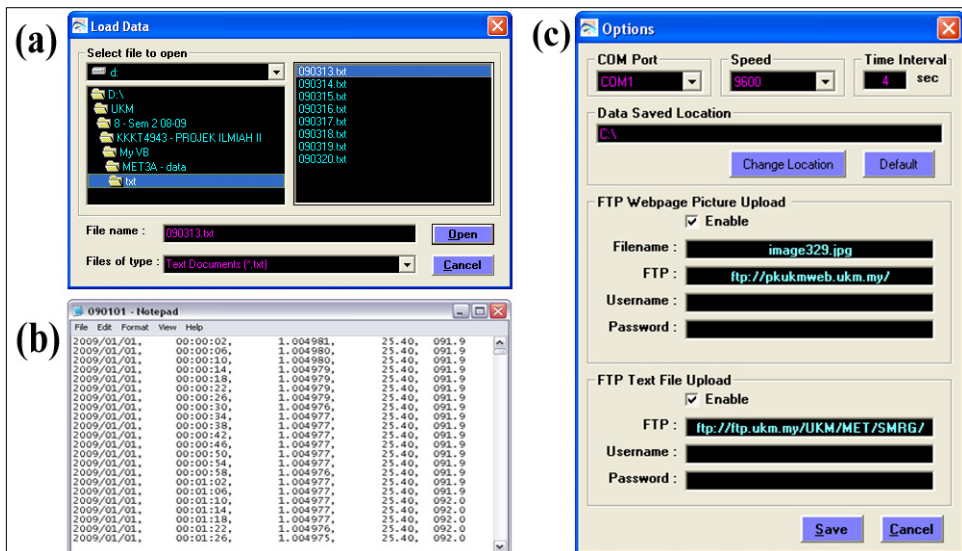 (a)
Load Data
Select file to open
d:
D:\
UKM
8 - Sem 2 08-09
KKKT4943 - PROJEK ILMIAH II
My VB
MET3A - data
txt
090313.txt
090314.txt
090315.txt
090316.txt
090317.txt
090318.txt
090319.txt
090320.txt
File name : 090313.txt Open
Files of type : Text Documents (*.txt) Cancel
(b)
090101 - Notepad
File Edit Format View Help
2009/01/01, 00:00:02, 1.004981, 25.40, 091.9
2009/01/01, 00:00:06, 1.004980, 25.40, 091.9
2009/01/01, 00:00:10, 1.004980, 25.40, 091.9
2009/01/01, 00:00:14, 1.004979, 25.40, 091.9
2009/01/01, 00:00:18, 1.004979, 25.40, 091.9
2009/01/01, 00:00:22, 1.004979, 25.40, 091.9
2009/01/01, 00:00:26, 1.004979, 25.40, 091.9
2009/01/01, 00:00:30, 1.004976, 25.40, 091.9
2009/01/01, 00:00:34, 1.004977, 25.40, 091.9
2009/01/01, 00:00:38, 1.004977, 25.40, 091.9
2009/01/01, 00:00:42, 1.004977, 25.40, 091.9
2009/01/01, 00:00:46, 1.004977, 25.40, 091.9
2009/01/01, 00:00:50, 1.004977, 25.40, 091.9
2009/01/01, 00:00:54, 1.004977, 25.40, 091.9
2009/01/01, 00:00:58, 1.004976, 25.40, 091.9
2009/01/01, 00:01:02, 1.004977, 25.40, 091.9
2009/01/01, 00:01:06, 1.004977, 25.40, 091.9
2009/01/01, 00:01:10, 1.004977, 25.40, 092.0
2009/01/01, 00:01:14, 1.004977, 25.40, 092.0
2009/01/01, 00:01:18, 1.004977, 25.40, 092.0
2009/01/01, 00:01:22, 1.004976, 25.40, 092.0
2009/01/01, 00:01:26, 1.004975, 25.40, 092.0
(c)
Options
COM Port Speed Time Interval
COM1 9600 4 sec
Data Saved Location
C:\
Change Location Default
FTP Webpage Picture Upload
Enable
Filename : image329.jpg
FTP : ftp://pkukmweb.ukm.my/
Username :
Password :
FTP Text File Upload
Enable
FTP : ftp://ftp.ukm.my/UKM/MET/SMRG/
Username :
Password :
Save Cancel